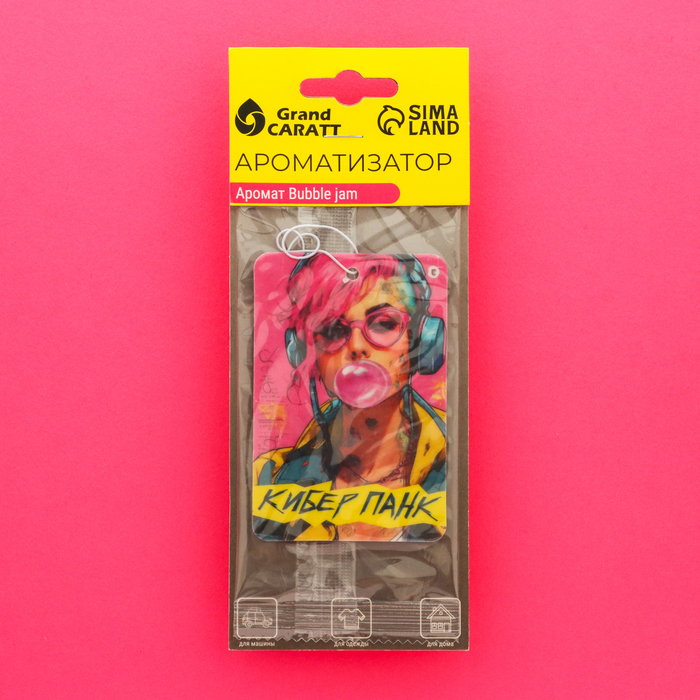 Grand
CARATT
SIMA
LAND
АРОМАТИЗАТОР
Аромат Bubble jam
G
КИБЕР ПАНК
для машины
для одежды
для дома